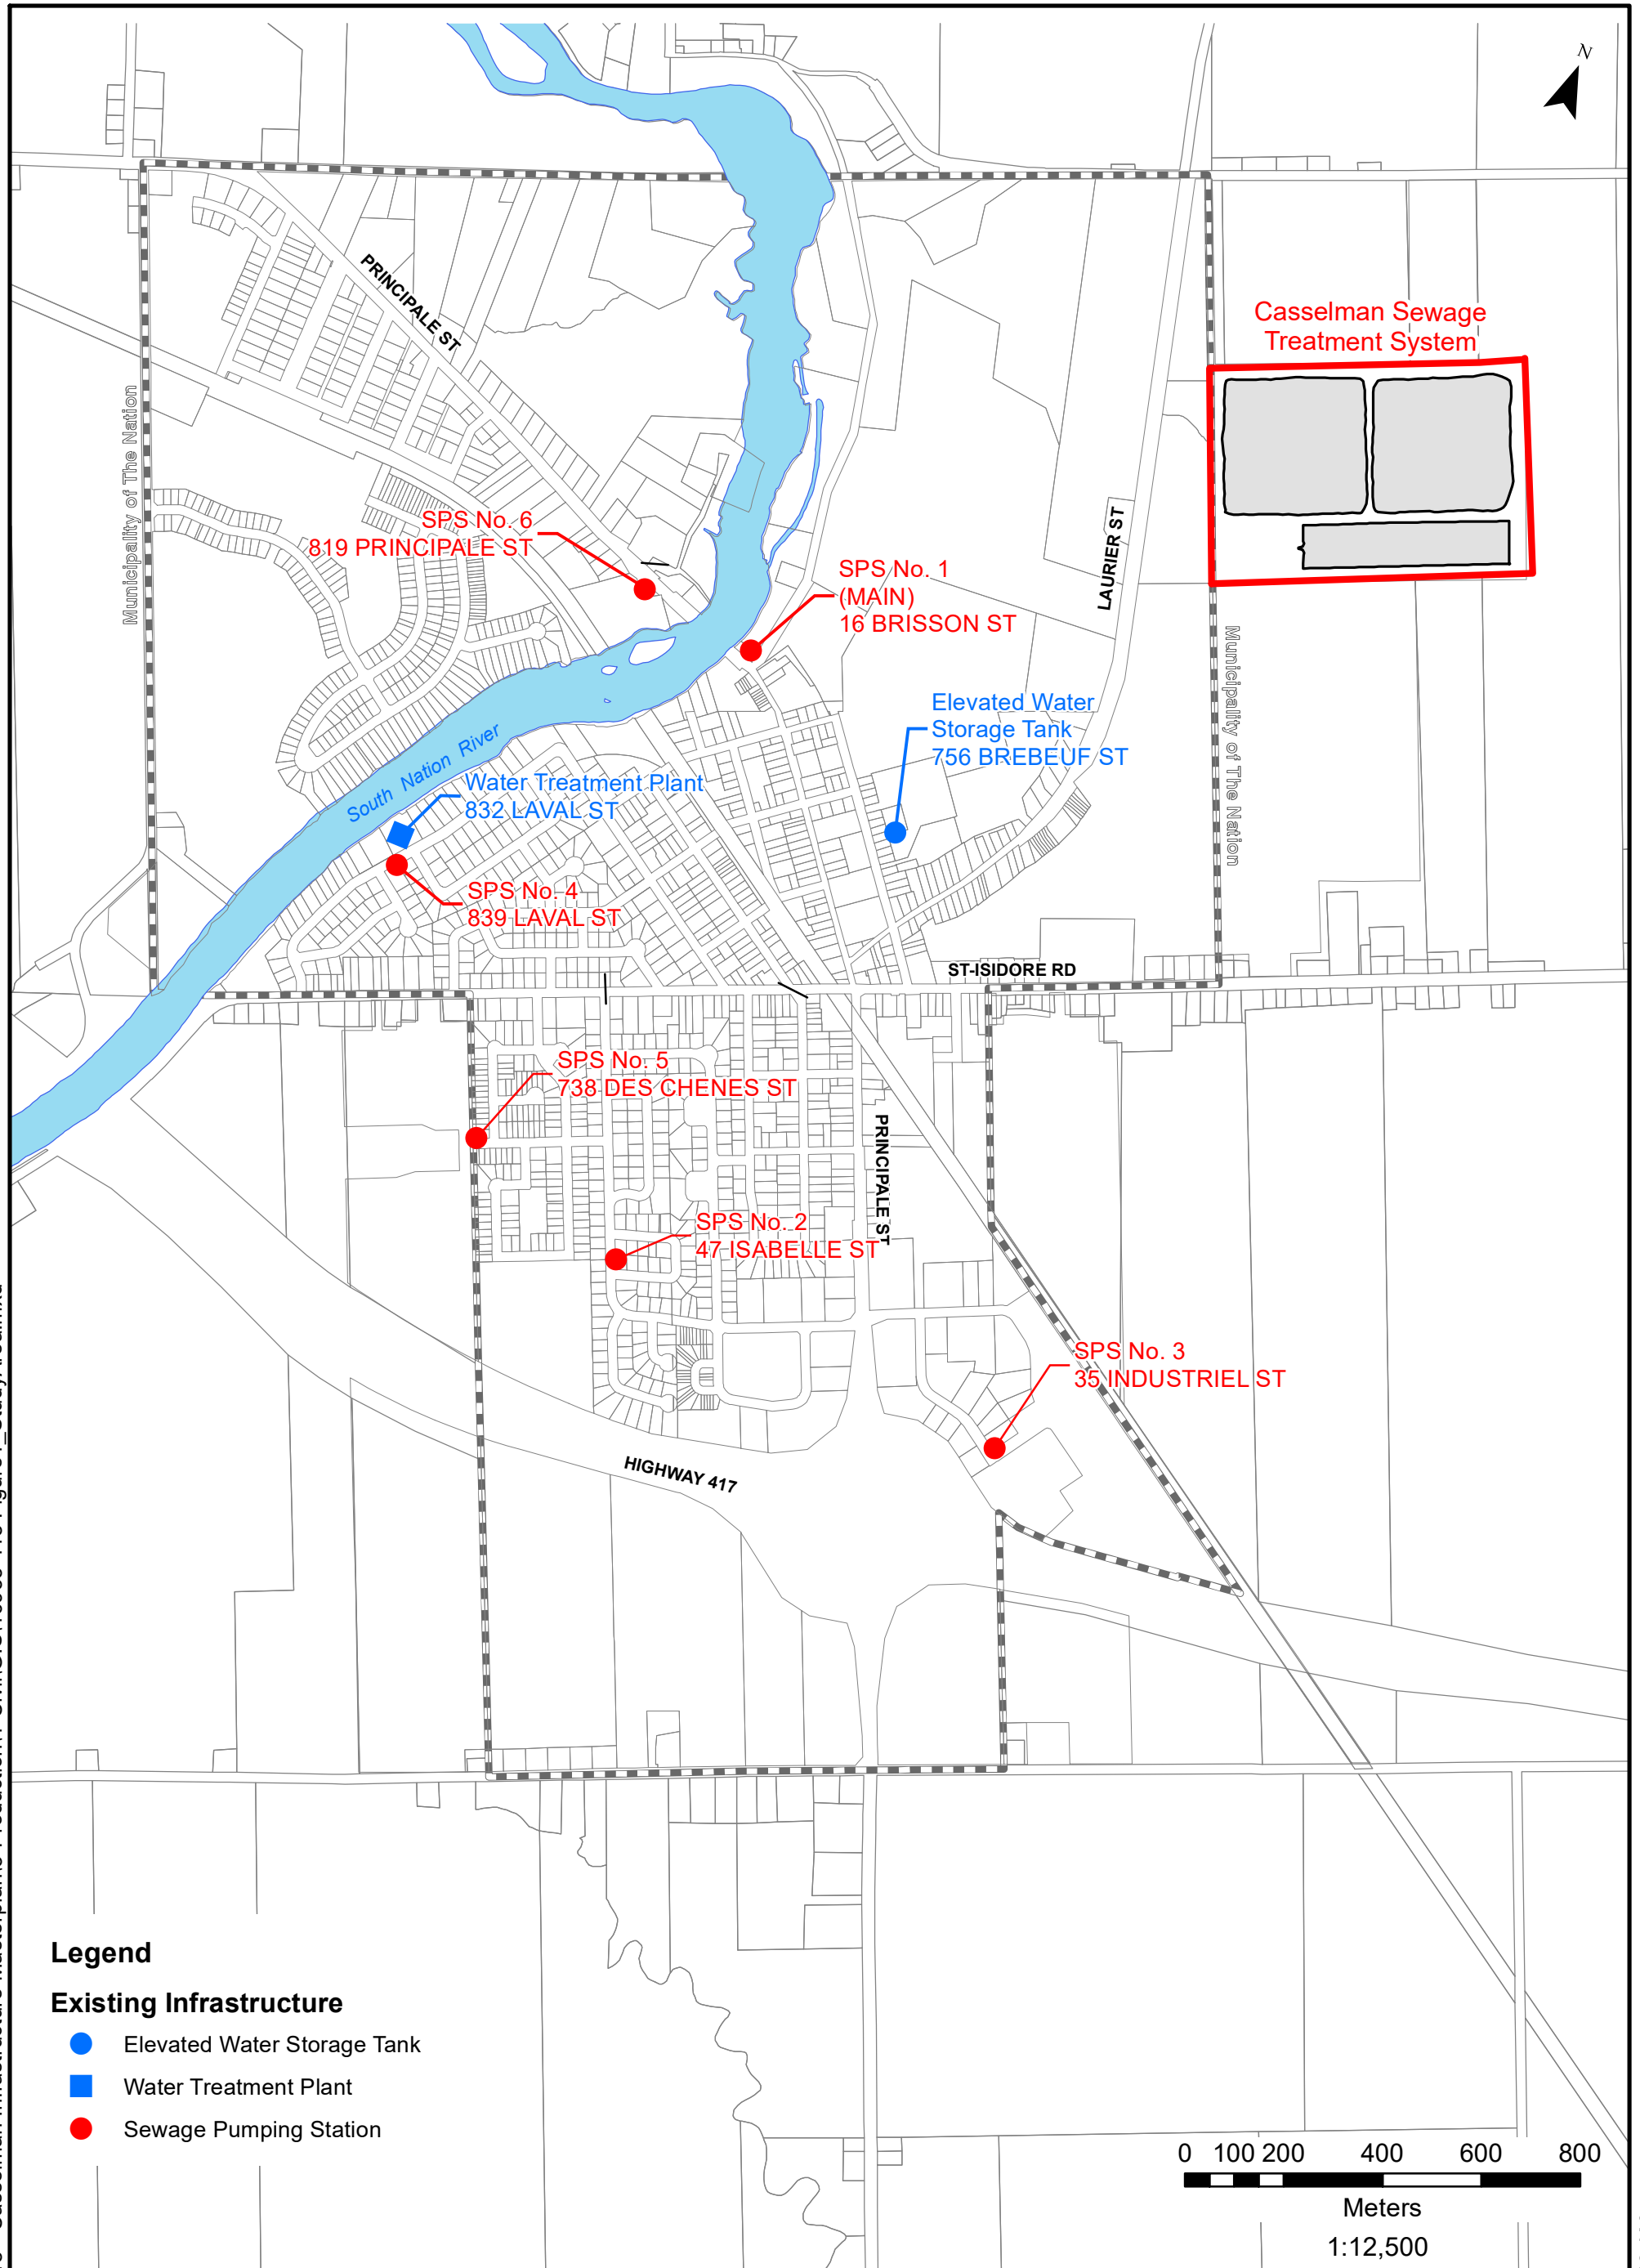 N
Casselman Sewage
Treatment System
PRINCIPALE ST
Municipality of The Nation
SPS No. 6
819 PRINCIPALE ST
SPS No. 1
(MAIN)
16 BRISSON ST
LAURIER ST
Municipality of The Nation
Elevated Water
Storage Tank
756 BREBEUF ST
South Nation River
Water Treatment Plant
832 LAVAL ST
SPS No. 4
839 LAVAL ST
ST-ISIDORE RD
SPS No. 5
738 DES CHENES ST
PRINCIPALE ST
SPS No. 2
47 ISABELLE ST
SPS No. 3
35 INDUSTRIEL ST
HIGHWAY 417
Legend
Existing Infrastructure
Elevated Water Storage Tank
Water Treatment Plant
Sewage Pumping Station
0 100 200 400 600 800
Meters
1:12,500